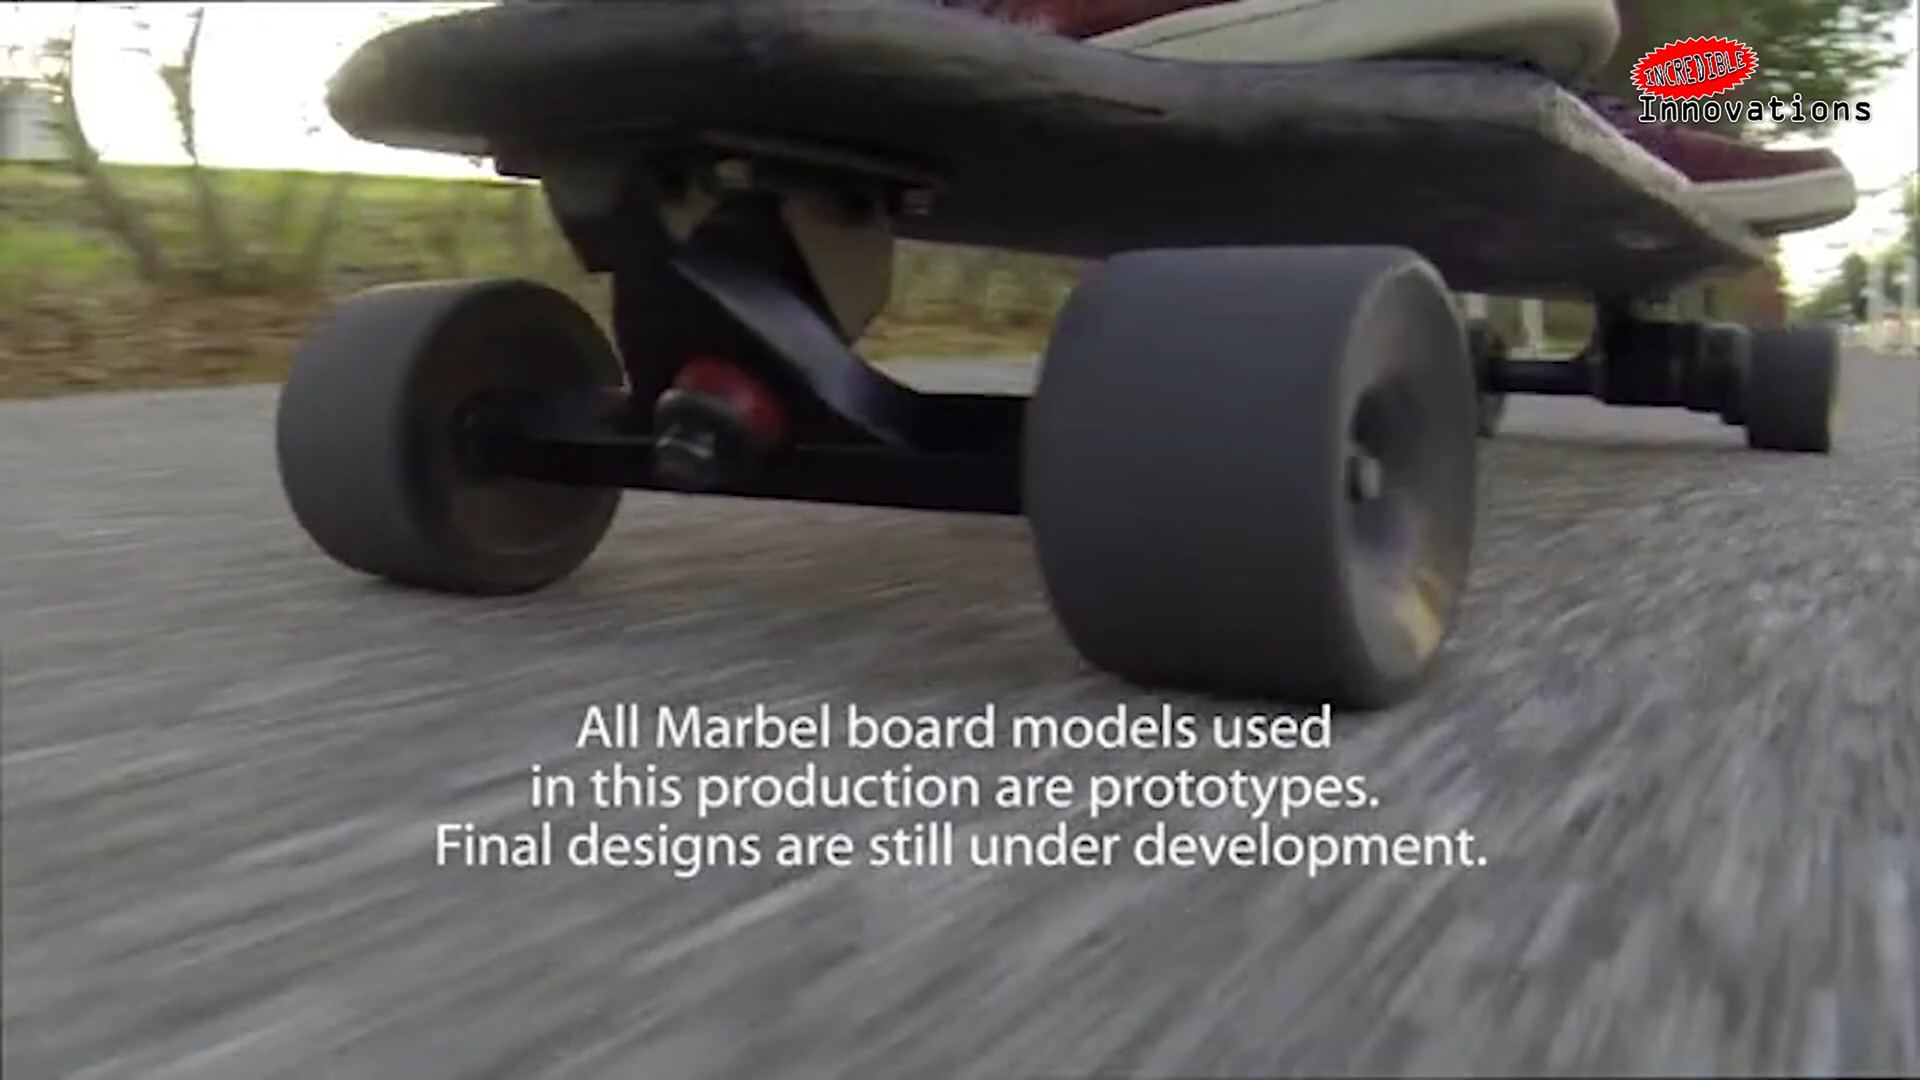 INCREDIBLE
Innovations
All Marbel board models used
in this production are prototypes.
Final designs are still under development.